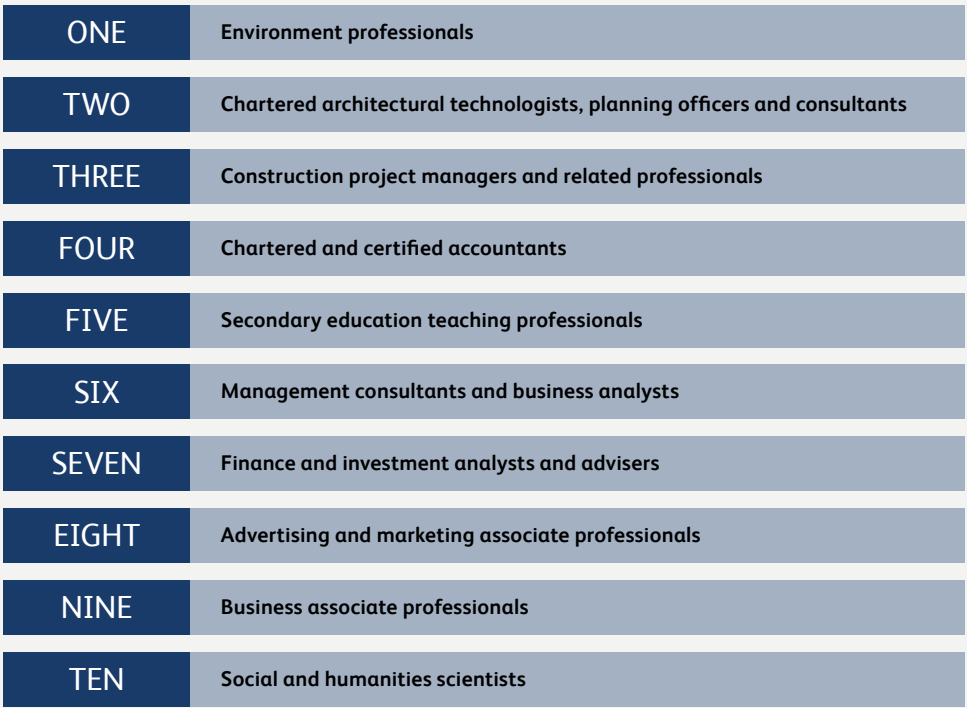 ONE Environment professionals
TWO Chartered architectural technologists, planning officers and consultants
THREE Construction project managers and related professionals
FOUR Chartered and certified accountants
FIVE Secondary education teaching professionals
SIX Management consultants and business analysts
SEVEN Finance and investment analysts and advisers
EIGHT Advertising and marketing associate professionals
NINE Business associate professionals
TEN Social and humanities scientists